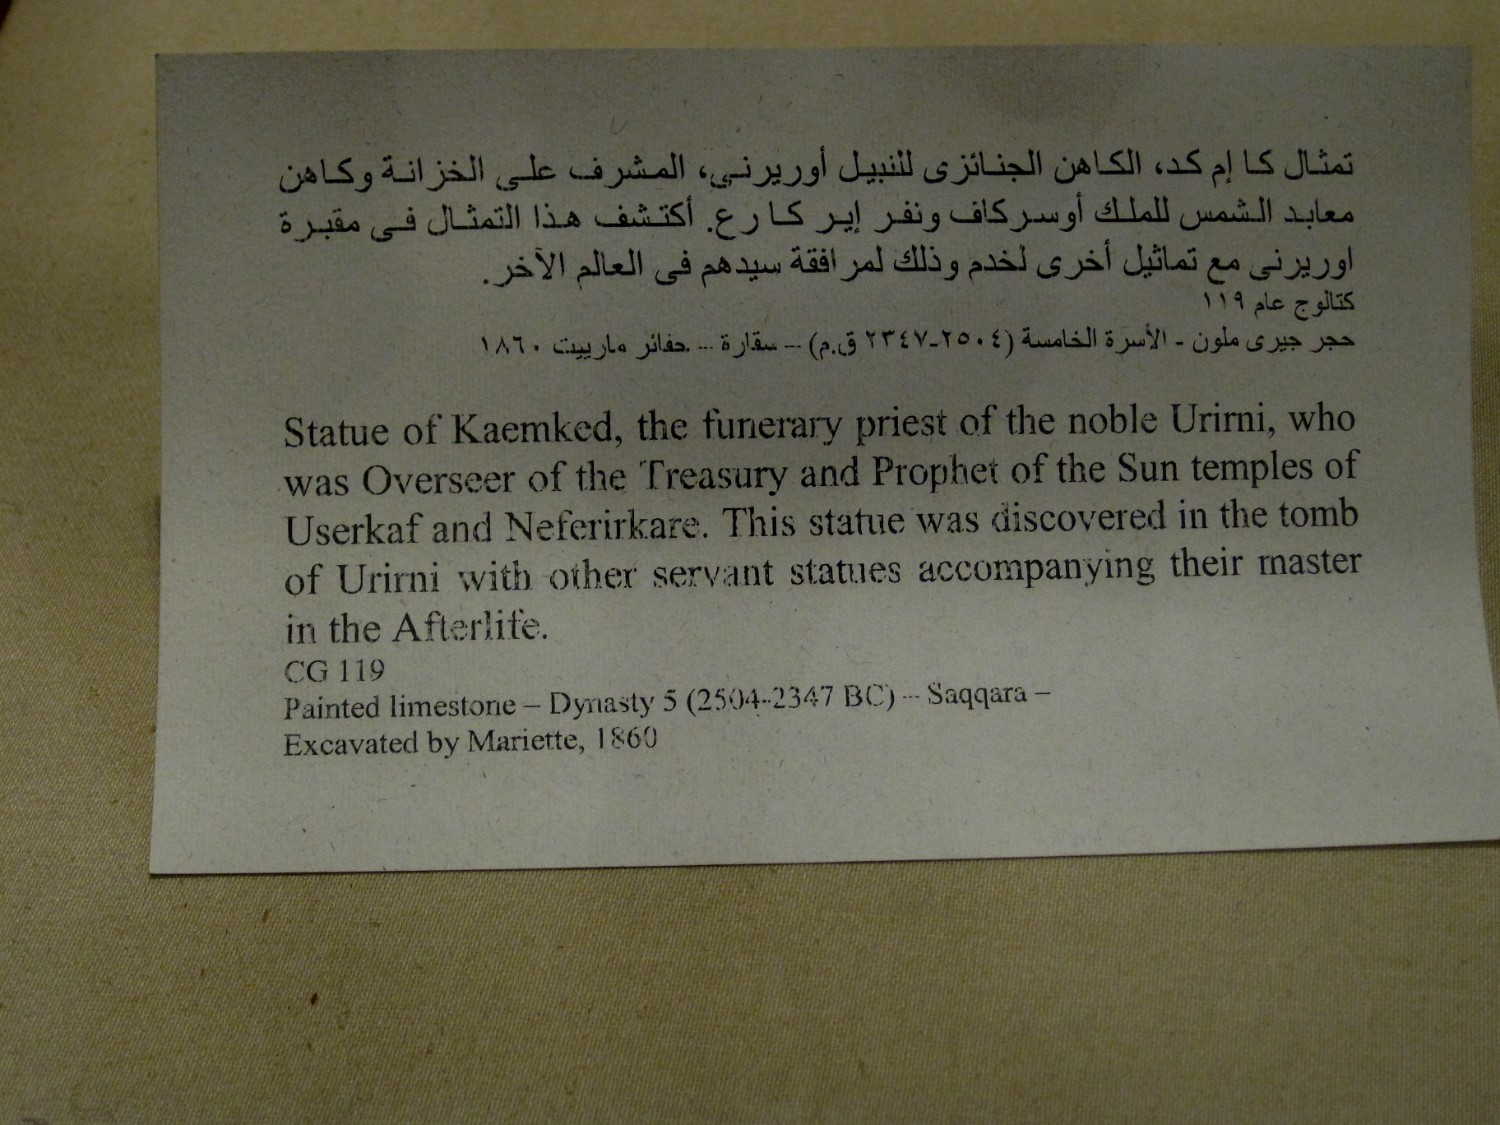 تمثال كا إم كد، الكاهن الجنائزى للنبيل أوريرنى، المشرف على الخزانة وكاهن
معابد الشمس للملك أوسركاف ونفر إير كا رع. أكتشف هذا التمثال فى مقبرة
اوريرنى مع تماثيل أخرى لخدم وذلك لمرافقة سيدهم فى العالم الآخر.
كتالوج عام ١١٩
حجر جيرى ملون - الأسرة الخامسة (٢٥٠٤-٢٣٤٧ ق.م) – سقارة – حفائر مارييت ١٨٦٠
Statue of Kaemked, the funerary priest of the noble Urirni, who
was Overseer of the Treasury and Prophet of the Sun temples of
Userkaf and Neferirkare. This statue was discovered in the tomb
of Urirni with other servant statues accompanying their master
in the Afterlife.
CG 119
Painted limestone – Dynasty 5 (2504-2347 BC) – Saqqara –
Excavated by Mariette, 1860